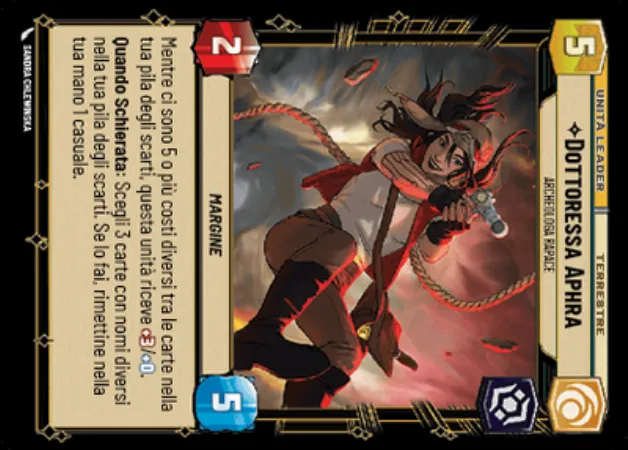 5
UNITÀ LEADER
TERRESTRE
DOTTORESSA APHRA
ARCHEOLOGA RAPACE
2
MARGINE
5
Mentre ci sono 5 o più costi diversi tra le carte nella
tua pila degli scarti, questa unità riceve +3/+0.
Quando Schierata: Scegli 3 carte con nomi diversi
nella tua pila degli scarti. Se lo fai, rimettine nella
tua mano 1 casuale.
SANDRA CHLEWINSKA